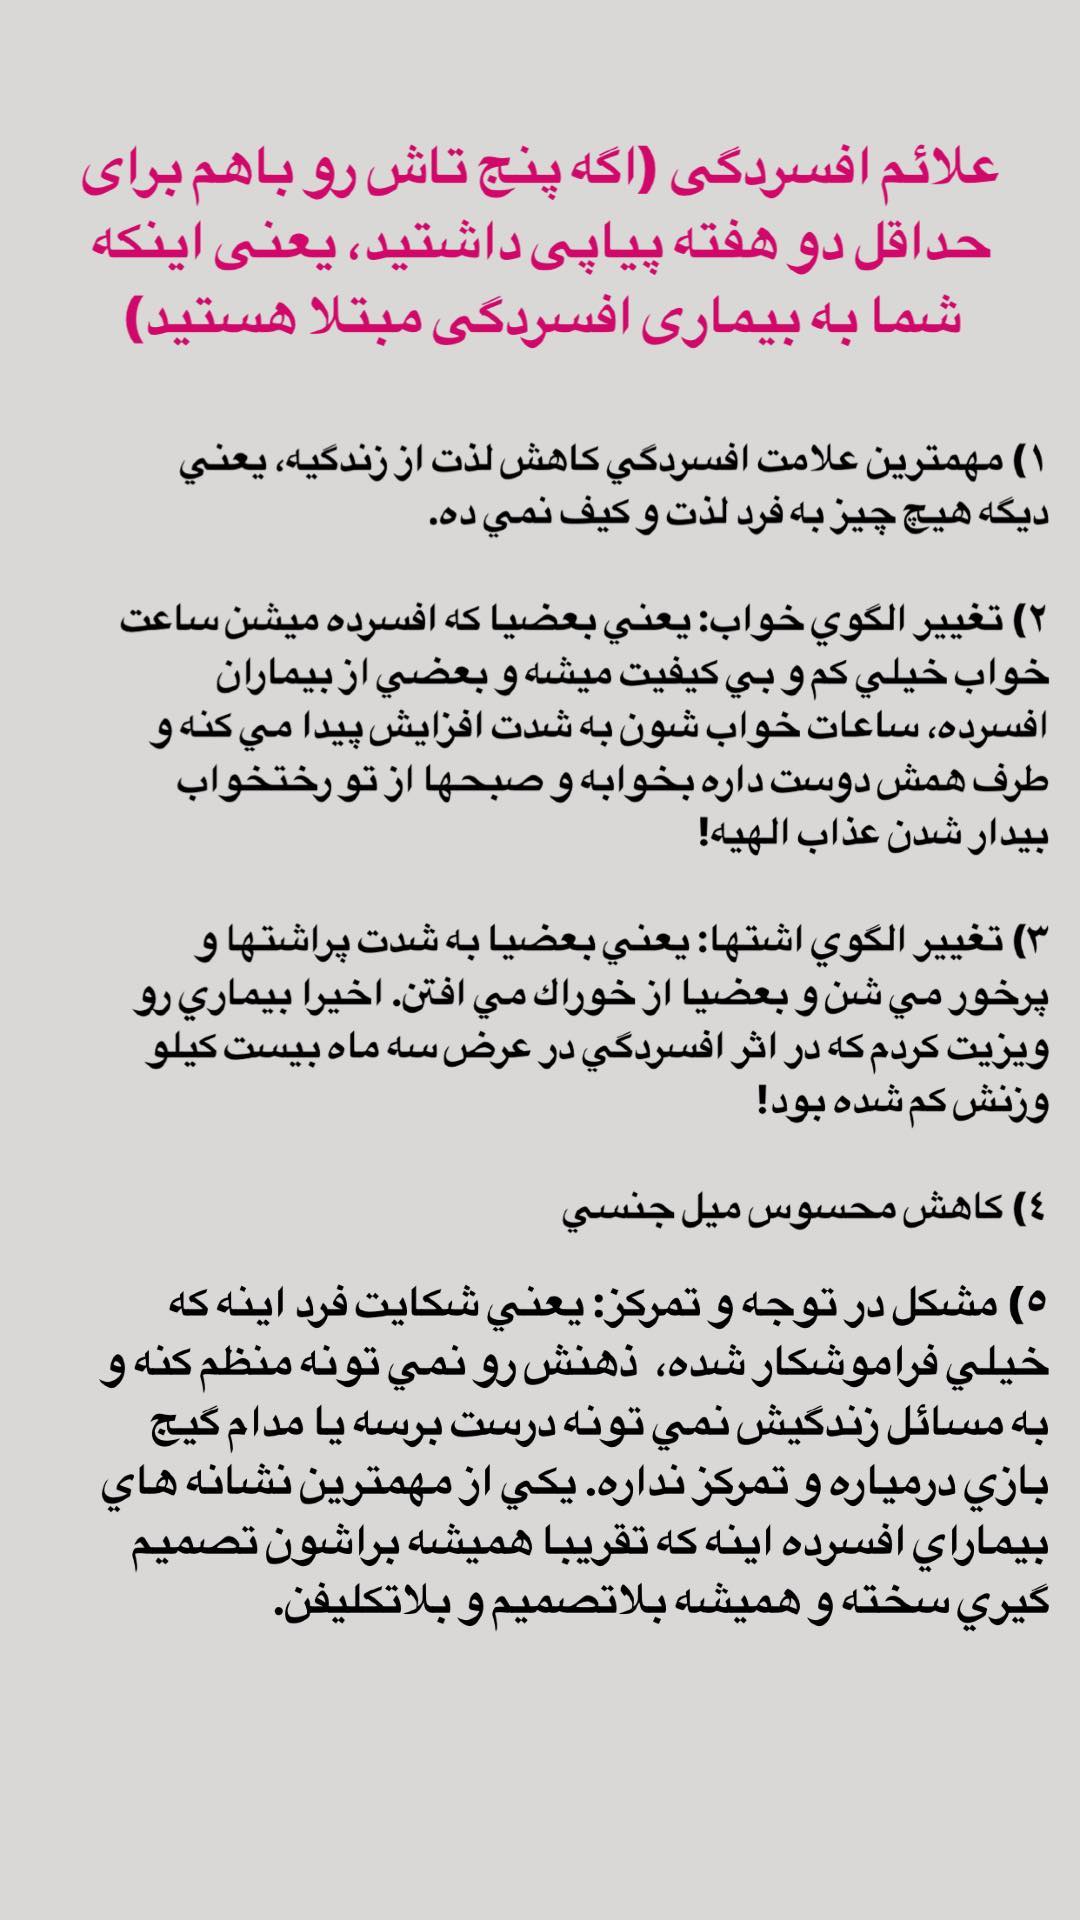 علائم افسردگی (اگه پنج تاش رو باهم برای
حداقل دو هفته پیاپی داشتید، یعنی اینکه
شما به بیماری افسردگی مبتلا هستید)
۱) مهمترين علامت افسردگي كاهش لذت از زندگيه، يعني
ديگه هيچ چيز به فرد لذت و كيف نمي ده.
۲) تغيير الگوي خواب: يعني بعضيا كه افسرده ميشن ساعت
خواب خيلي كم و بي كيفيت ميشه و بعضي از بيماران
افسرده، ساعات خواب شون به شدت افزايش پيدا مي كنه و
طرف همش دوست داره بخوابه و صبحها از تو رختخواب
بيدار شدن عذاب الهيه!
۳) تغيير الگوي اشتها: يعني بعضيا به شدت پراشتها و
پرخور مي شن و بعضيا از خوراك مي افتن. اخيرا بيماري رو
ويزيت كردم كه در اثر افسردگي در عرض سه ماه بيست كيلو
وزنش كم شده بود!
٤) كاهش محسوس ميل جنسي
٥) مشكل در توجه و تمركز: يعني شكايت فرد اينه كه
خيلي فراموشكار شده، ذهنش رو نمي تونه منظم كنه و
به مسائل زندگيش نمي تونه درست برسه يا مدام گيج
بازي درمياره و تمركز نداره. يكي از مهمترين نشانه هاي
بيماراي افسرده اينه كه تقريبا هميشه براشون تصميم
گيري سخته و هميشه بلاتصميم و بلاتكليفن.